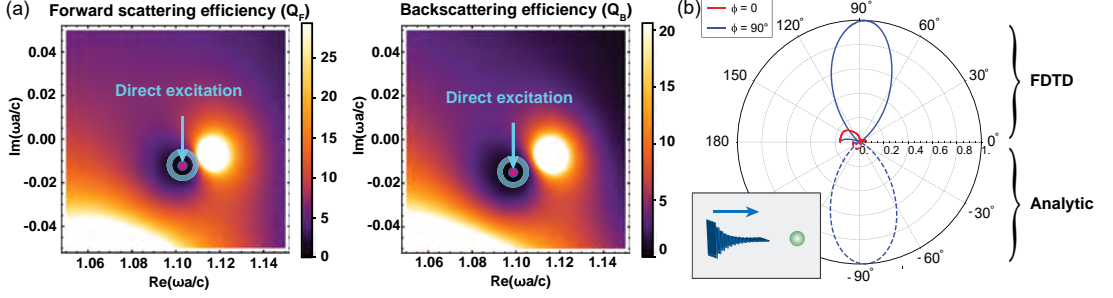 (a)
Forward scattering efficiency (Q_F)
0.04
0.02
0.00
-0.02
-0.04
Im(ωa/c)
Direct excitation
1.06 1.08 1.10 1.12 1.14
Re(ωa/c)
25
20
15
10
5
0
Backscattering efficiency (Q_B)
0.04
0.02
0.00
-0.02
-0.04
Im(ωa/c)
Direct excitation
1.06 1.08 1.10 1.12 1.14
Re(ωa/c)
20
15
10
5
0
(b)
ϕ = 0
ϕ = 90°
90°
120°
60°
150
30°
180
0°
0 0.2 0.4 0.6 0.8 1.
-30°
-60°
-90°
FDTD
Analytic